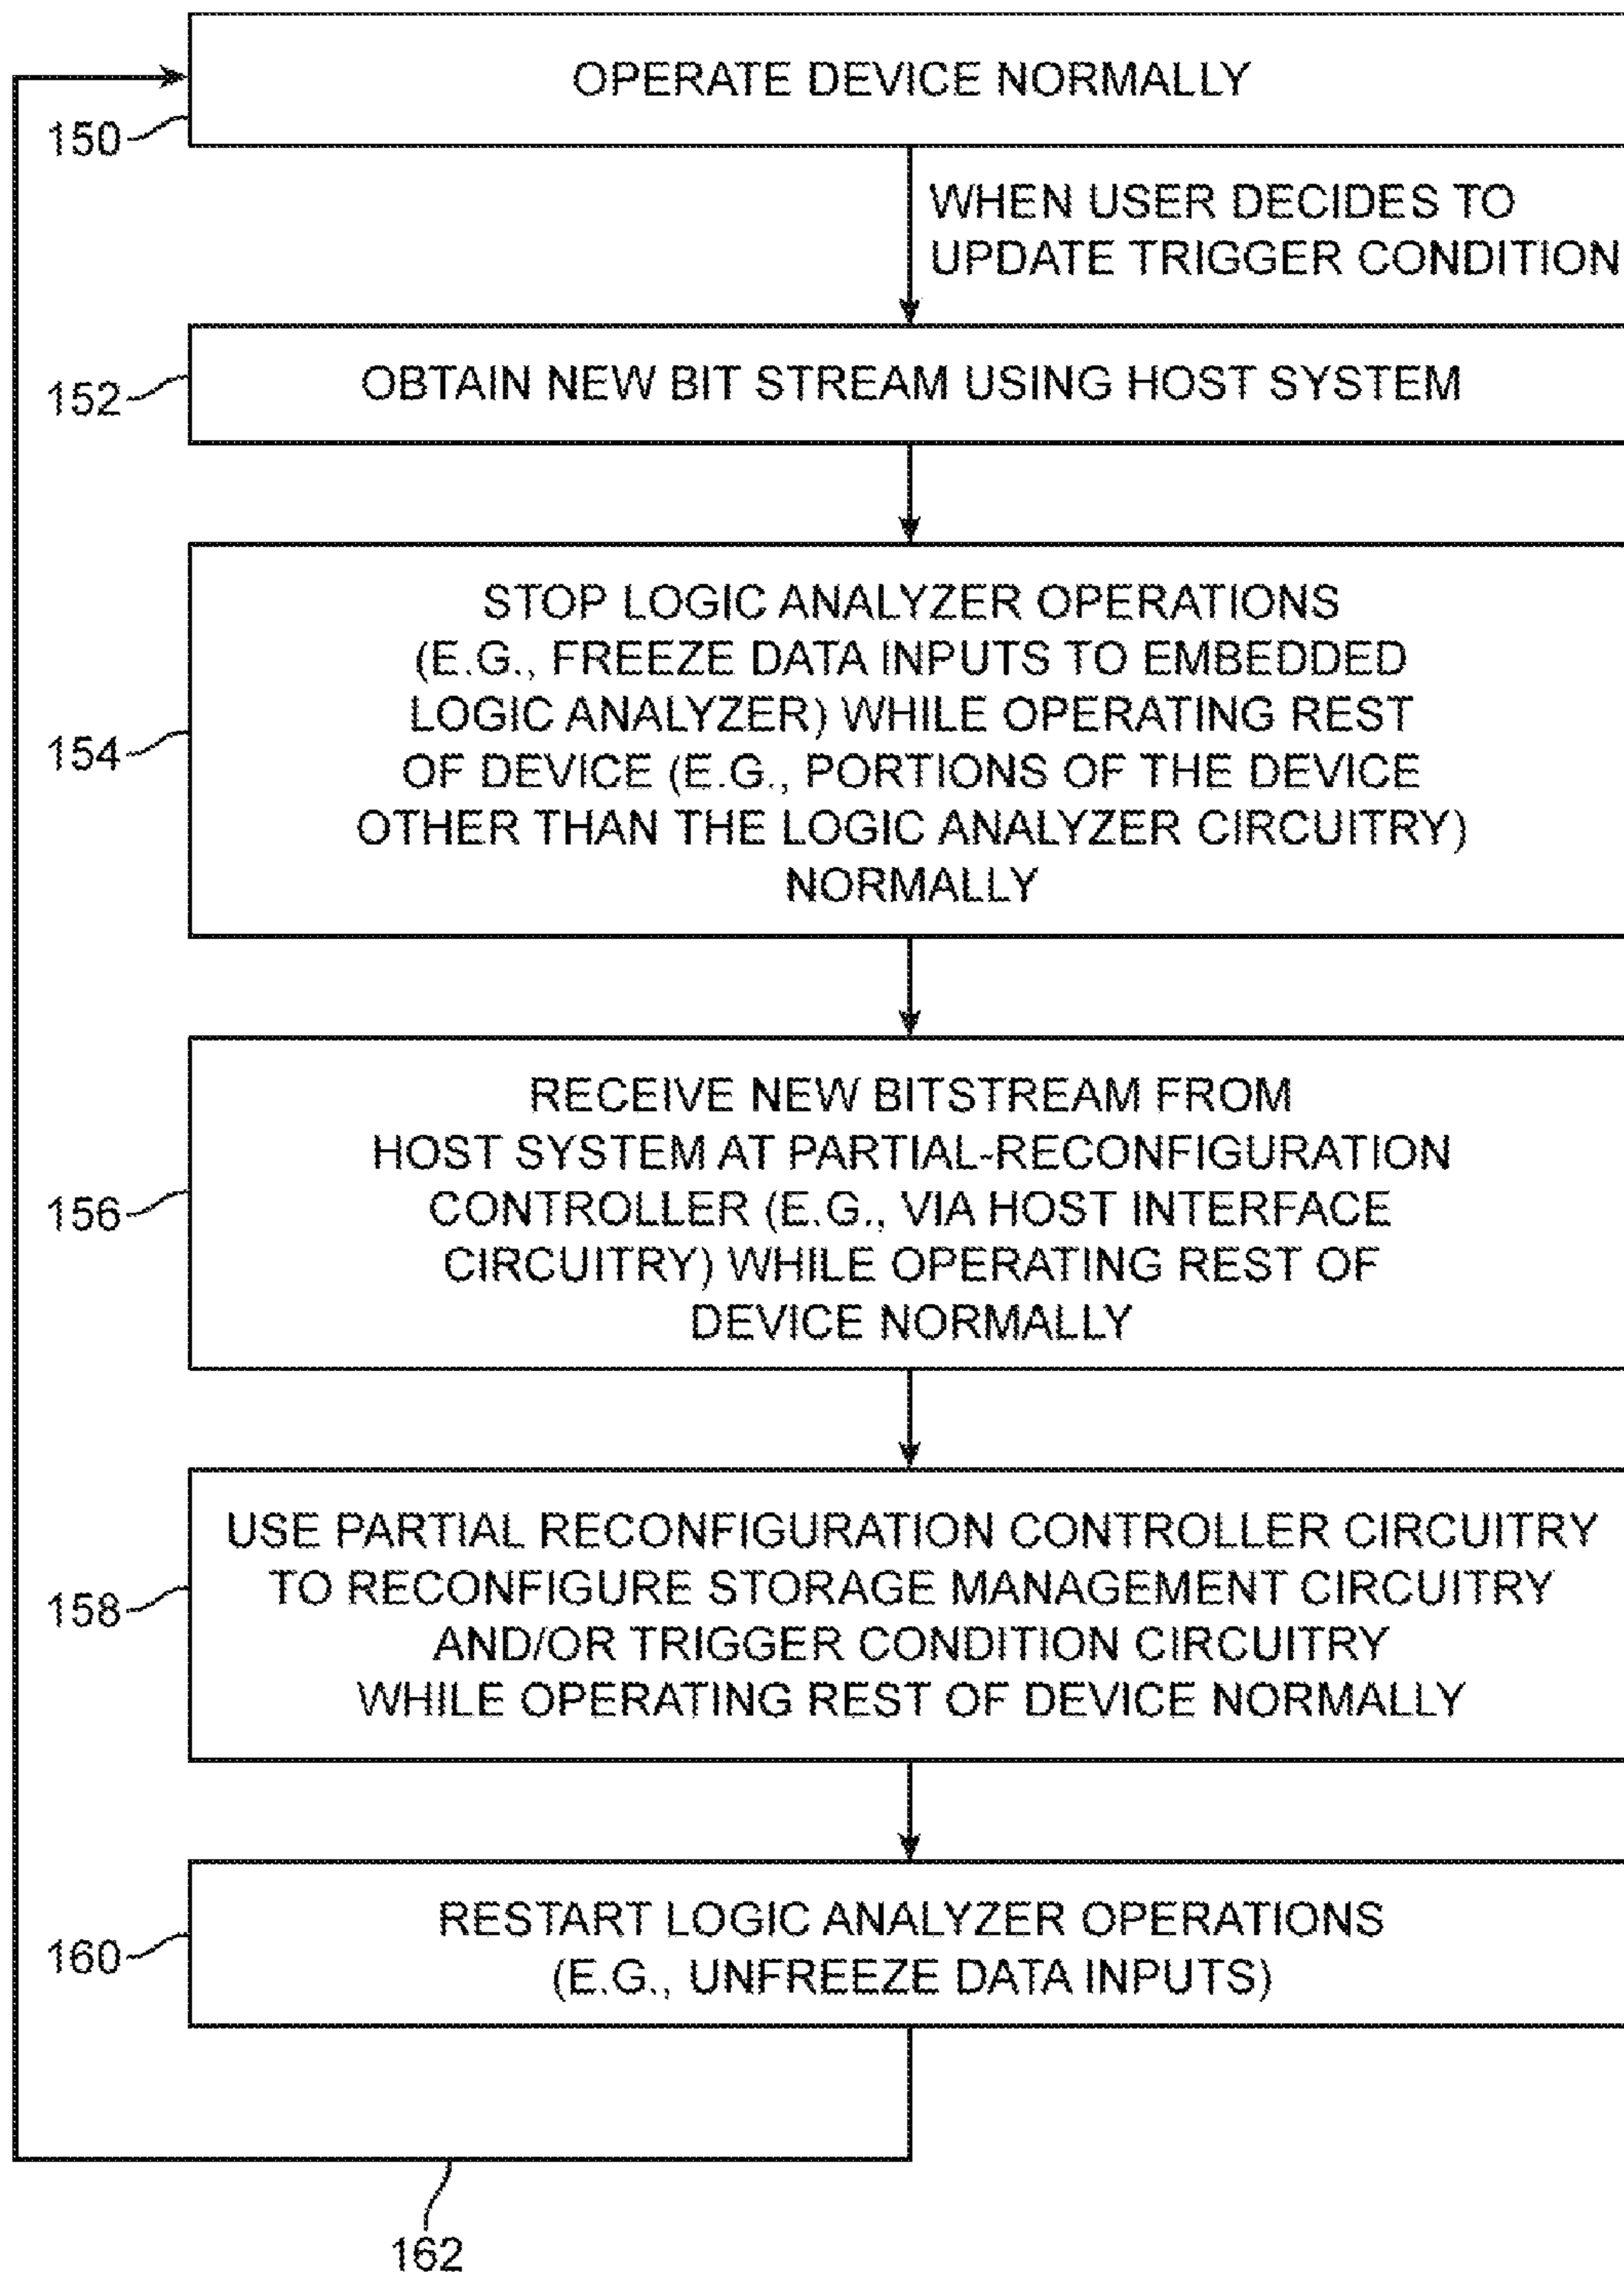 OPERATE DEVICE NORMALLY
150
WHEN USER DECIDES TO
UPDATE TRIGGER CONDITION
OBTAIN NEW BIT STREAM USING HOST SYSTEM
152
STOP LOGIC ANALYZER OPERATIONS
(E.G., FREEZE DATA INPUTS TO EMBEDDED
LOGIC ANALYZER) WHILE OPERATING REST
OF DEVICE (E.G., PORTIONS OF THE DEVICE
OTHER THAN THE LOGIC ANALYZER CIRCUITRY)
NORMALLY
154
RECEIVE NEW BITSTREAM FROM
HOST SYSTEM AT PARTIAL-RECONFIGURATION
CONTROLLER (E.G., VIA HOST INTERFACE
CIRCUITRY) WHILE OPERATING REST OF
DEVICE NORMALLY
156
USE PARTIAL RECONFIGURATION CONTROLLER CIRCUITRY
TO RECONFIGURE STORAGE MANAGEMENT CIRCUITRY
AND/OR TRIGGER CONDITION CIRCUITRY
WHILE OPERATING REST OF DEVICE NORMALLY
158
RESTART LOGIC ANALYZER OPERATIONS
(E.G., UNFREEZE DATA INPUTS)
160
162